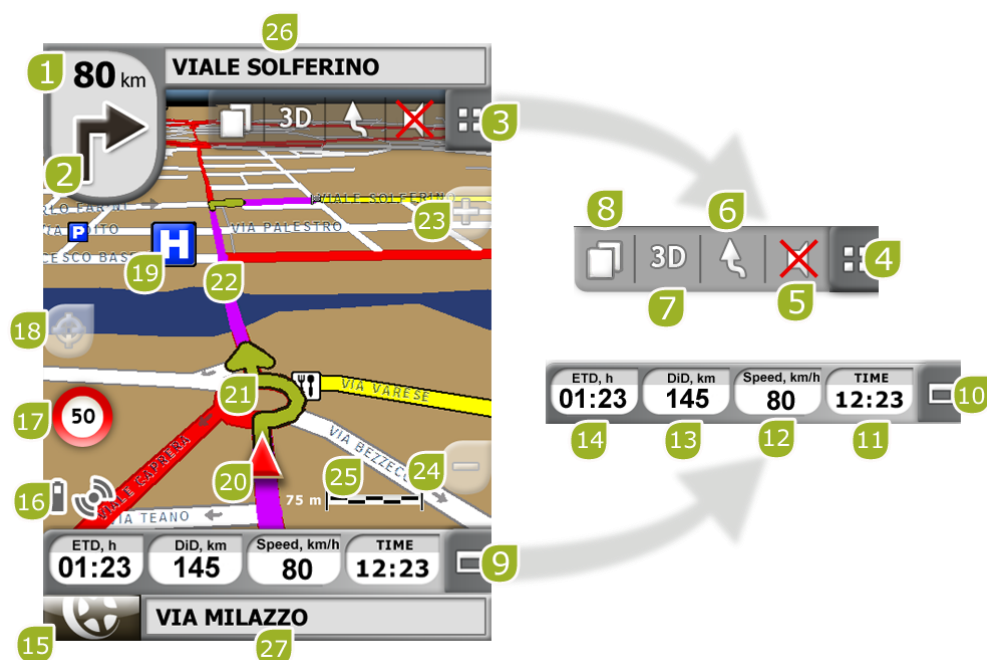 26
1
80 km
VIALE SOLFERINO
3D
3
2
8
6
VIALE SOLFERINO
23
P
VIA PALESTRO
H
3D
4
19
22
7
5
18
21
ETD, h
DiD, km
Speed, km/h
TIME
01:23
145
80
12:23
10
17
50
VIA VARESE
14
13
12
11
VIALE CAPRERA
VIA BEZZECC
20
25
24
16
75 m
VIA TEANO
ETD, h
DiD, km
Speed, km/h
TIME
01:23
145
80
12:23
9
15
VIA MILAZZO
27